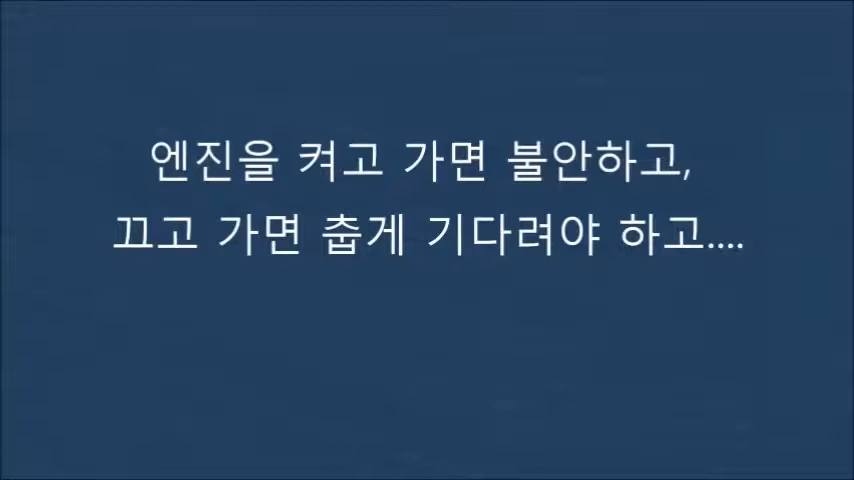 엔진을 켜고 가면 불안하고,
끄고 가면 춥게 기다려야 하고....